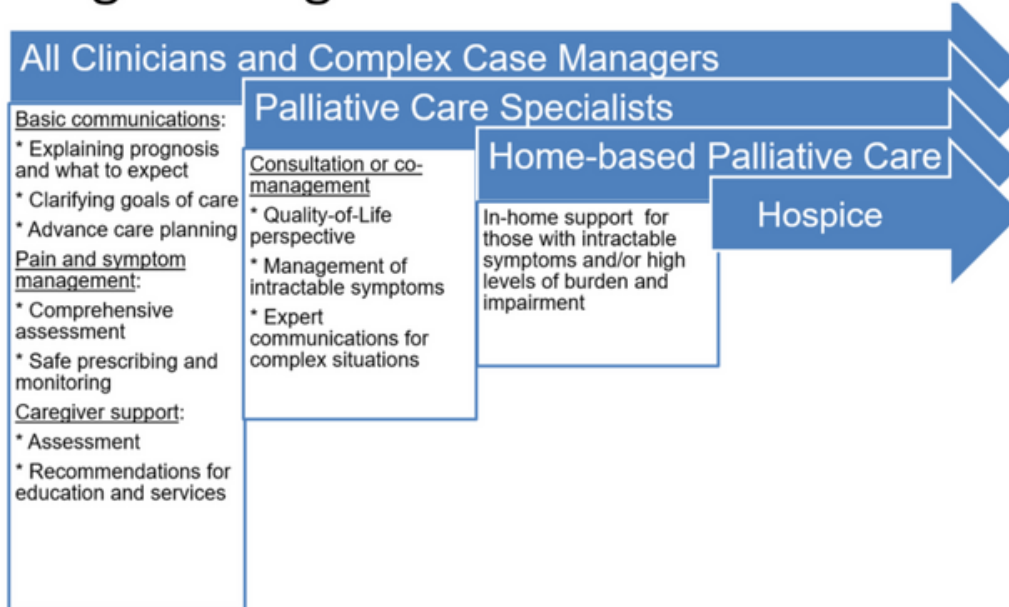 All Clinicians and Complex Case Managers
Basic communications:
* Explaining prognosis
and what to expect
* Clarifying goals of care
* Advance care planning
Pain and symptom
management:
* Comprehensive
assessment
* Safe prescribing and
monitoring
Caregiver support:
* Assessment
* Recommendations for
education and services
Palliative Care Specialists
Consultation or co-
management
* Quality-of-Life
perspective
* Management of
intractable symptoms
* Expert
communications for
complex situations
Home-based Palliative Care
In-home support for
those with intractable
symptoms and/or high
levels of burden and
impairment
Hospice